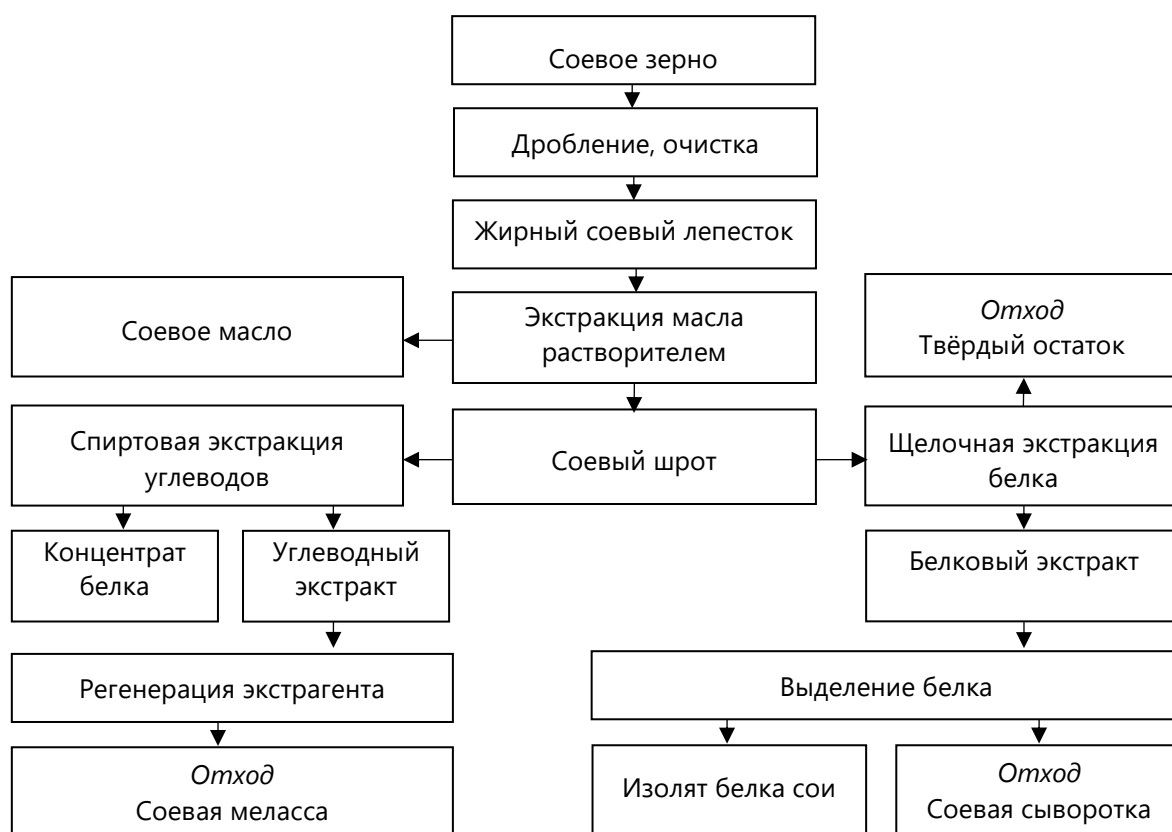 Соевое зерно
Дробление, очистка
Жирный соевый лепесток
Соевое масло
Экстракция масла
растворителем
Отход
Твёрдый остаток
Спиртовая экстракция
углеводов
Соевый шрот
Щелочная экстракция
белка
Концентрат
белка
Углеводный
экстракт
Белковый экстракт
Регенерация экстрагента
Выделение белка
Отход
Соевая меласса
Изолят белка сои
Отход
Соевая сыворотка